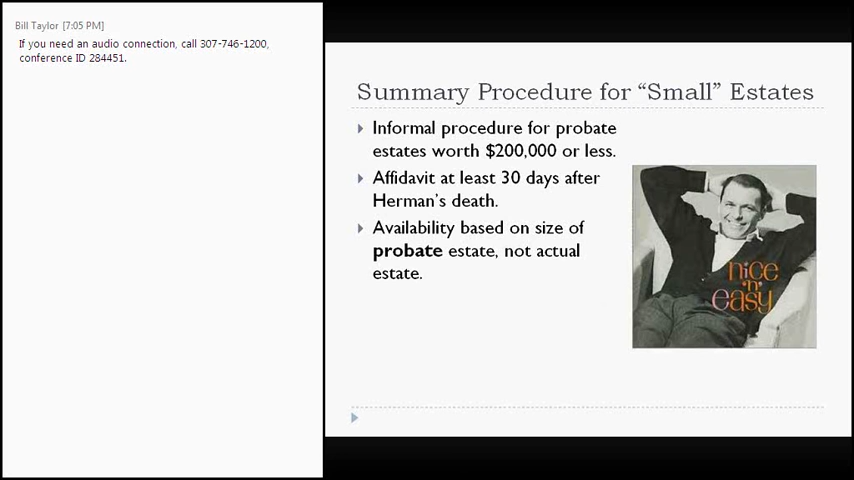 Bill Taylor [7:05 PM]
If you need an audio connection, call 307-746-1200,
conference ID 284451.
Summary Procedure for “Small” Estates
Informal procedure for probate
estates worth $200,000 or less.
Affidavit at least 30 days after
Herman’s death.
Availability based on size of
probate estate, not actual
estate.
nice
'n'
easy